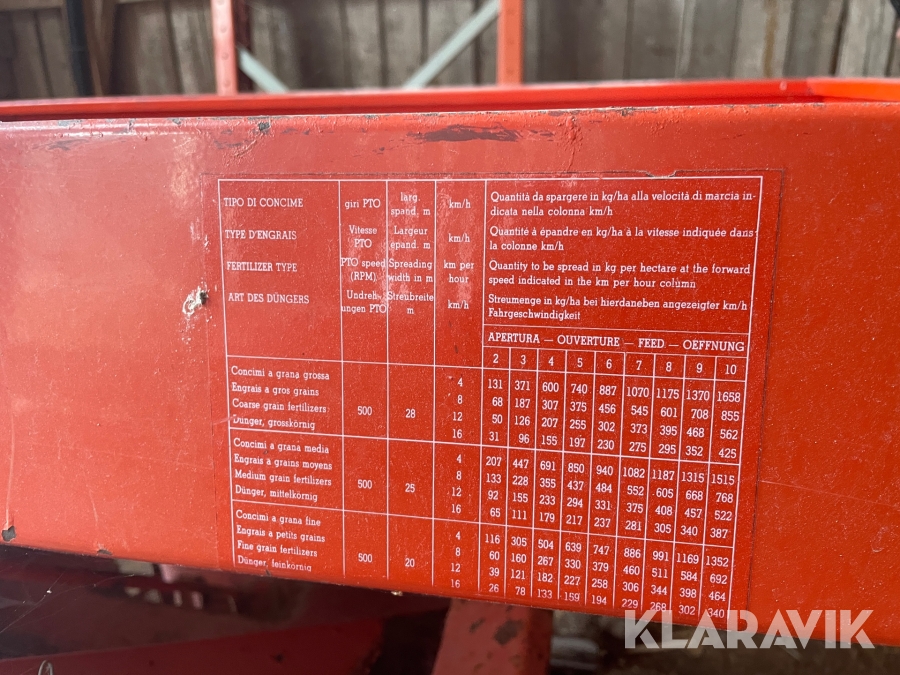 TIPO DI CONCIME giri PTO larg. spand. m km/h Quantità da spargere in kg/ha alla velocità di marcia in-
dicata nella colonna km/h
TYPE D'ENGRAIS Vitesse PTO Largeur epand. m km/h Quantité à épandre en kg/ha à la vitesse indiquée dans
la colonne km/h
FERTILIZER TYPE PTO speed (RPM) Spreading width in m km per hour Quantity to be spread in kg per hectare at the forward
speed indicated in the km per hour column
ART DES DÜNGERS Undreh- ungen PTO Strenbreite m km/h Streumenge in kg/ha bei hierdaneben angezeigter km/h
Fahrgeschwindigkeit
APERTURA — OUVERTURE — FEED — OEFFNUNG
2 3 4 5 6 7 8 9 10
Concimi a grana grossa 4 131 371 600 740 887 1070 1175 1370 1658
Engrais a gros grains 8 68 187 307 375 456 545 601 708 855
Coarse grain fertilizers 500 28 12 50 126 207 255 302 373 395 468 562
Dünger, grosskörnig 16 31 96 155 197 230 275 295 352 425
Concimi a grana media 4 207 447 691 850 940 1082 1187 1315 1515
Engrais à grains moyens 8 133 228 355 437 484 552 605 668 768
Medium grain fertilizers 500 25 12 92 155 233 294 331 375 408 457 522
Dünger, mittelkörnig 16 65 111 179 217 237 281 305 340 387
Concimi a grana fine 4 116 305 504 639 747 886 991 1169 1352
Engrais à petits grains 8 60 160 267 330 379 460 511 584 692
Fine grain fertilizers 500 20 12 39 121 182 227 258 306 344 398 464
Dünger, feinkörnig 16 26 78 133 159 194 229 268 302 340
KLARAVIK